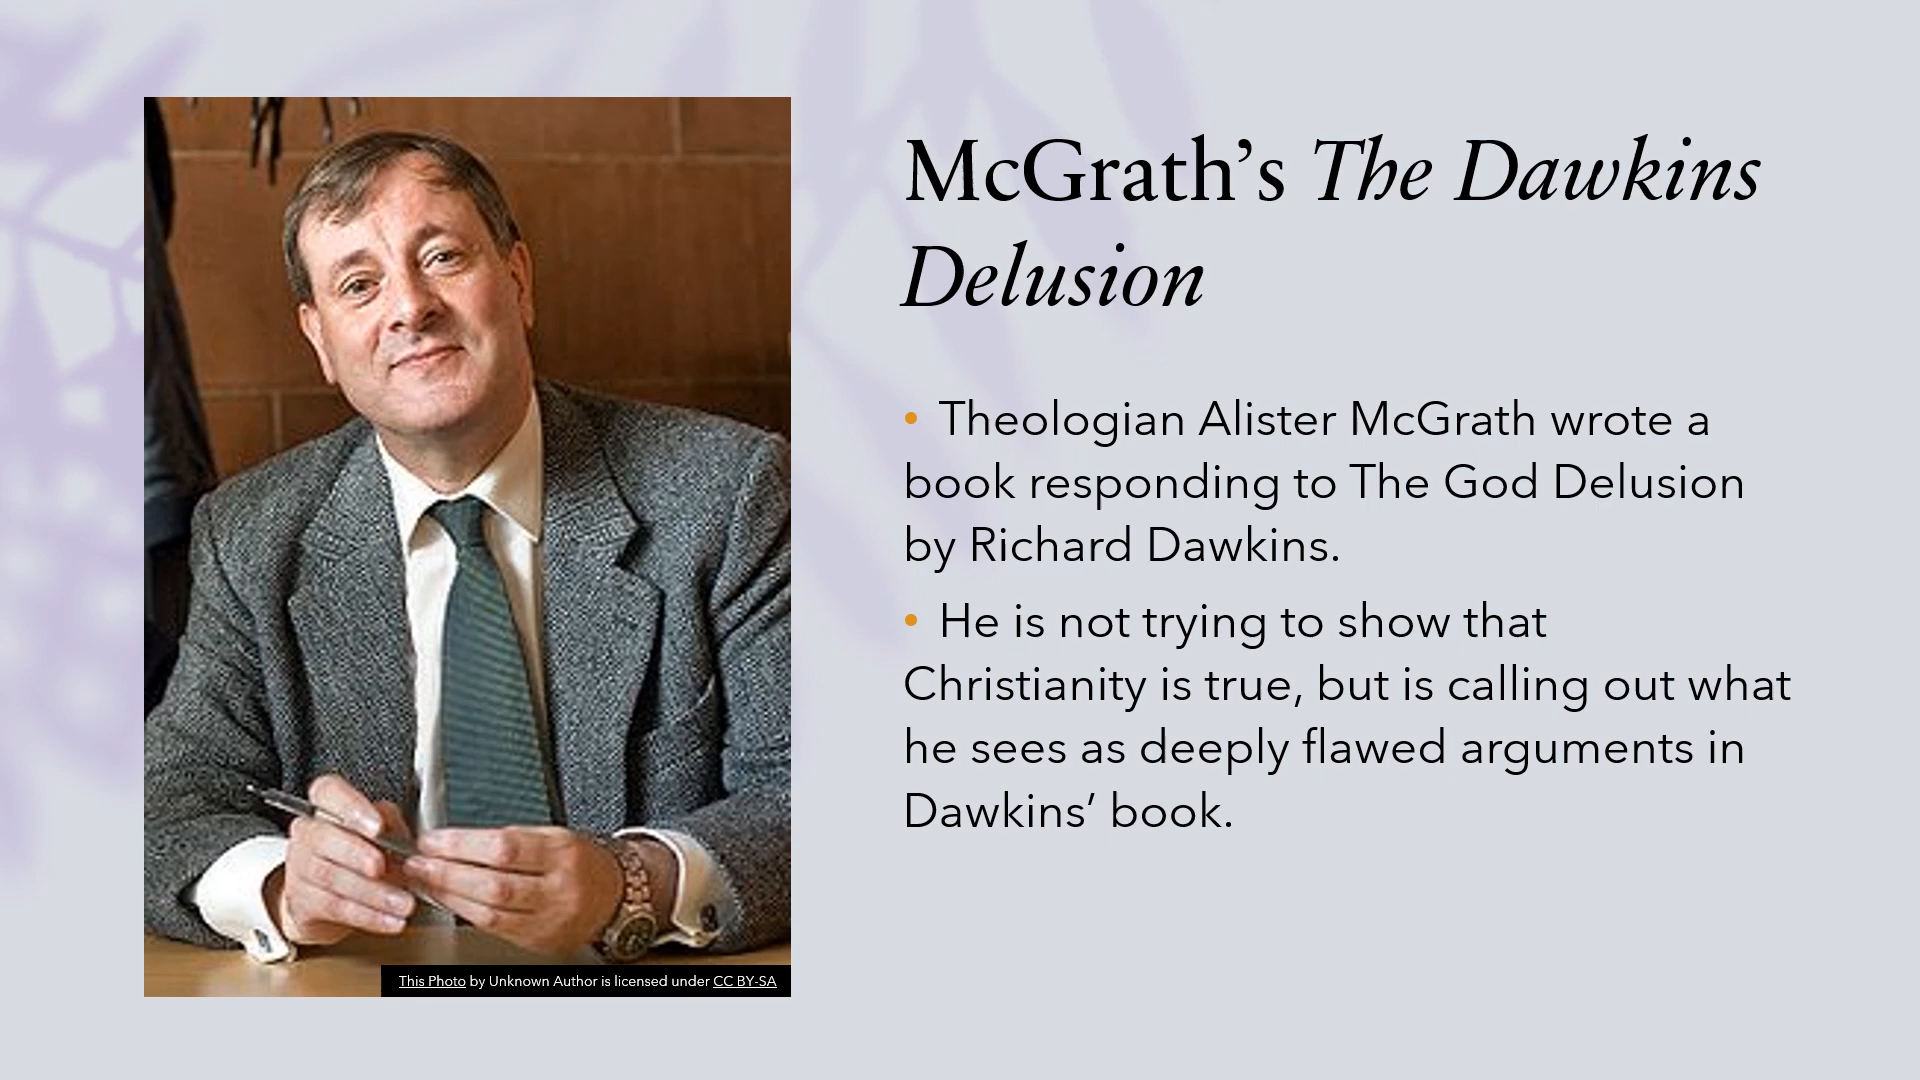 McGrath’s The Dawkins
Delusion
• Theologian Alister McGrath wrote a
book responding to The God Delusion
by Richard Dawkins.
• He is not trying to show that
Christianity is true, but is calling out what
he sees as deeply flawed arguments in
Dawkins’ book.
This Photo by Unknown Author is licensed under CC BY-SA